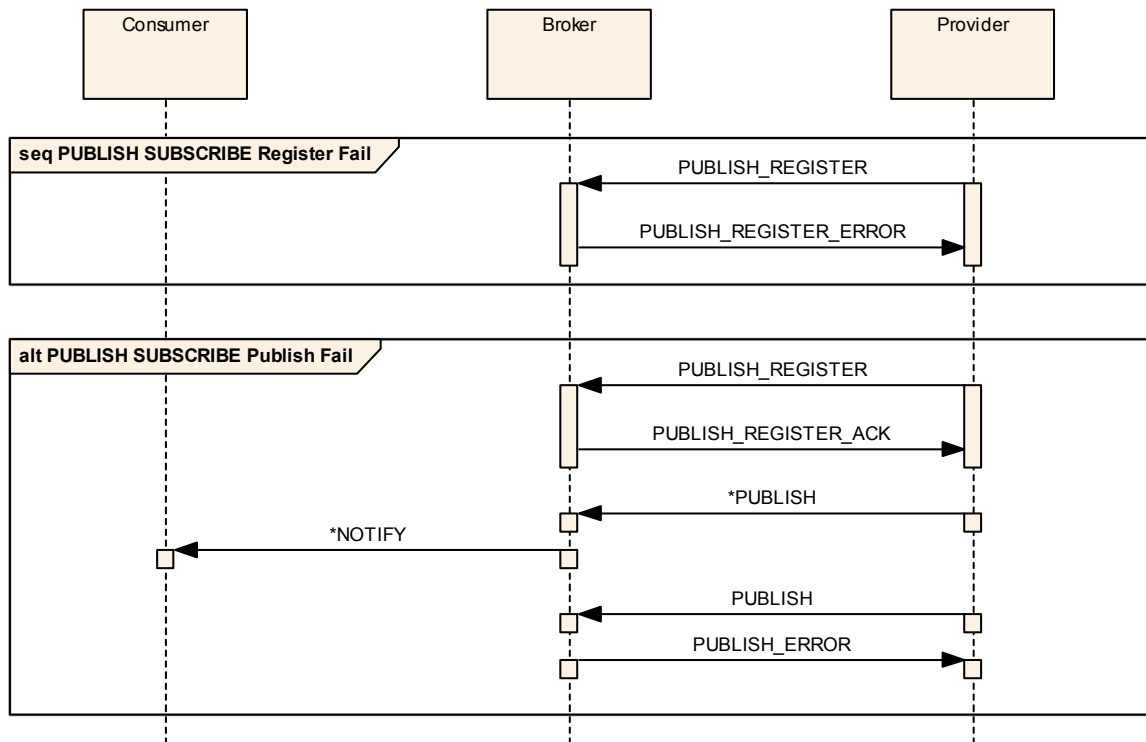 Consumer
Broker
Provider
seq PUBLISH SUBSCRIBE Register Fail
PUBLISH_REGISTER
PUBLISH_REGISTER_ERROR
alt PUBLISH SUBSCRIBE Publish Fail
PUBLISH_REGISTER
PUBLISH_REGISTER_ACK
*PUBLISH
*NOTIFY
PUBLISH
PUBLISH_ERROR